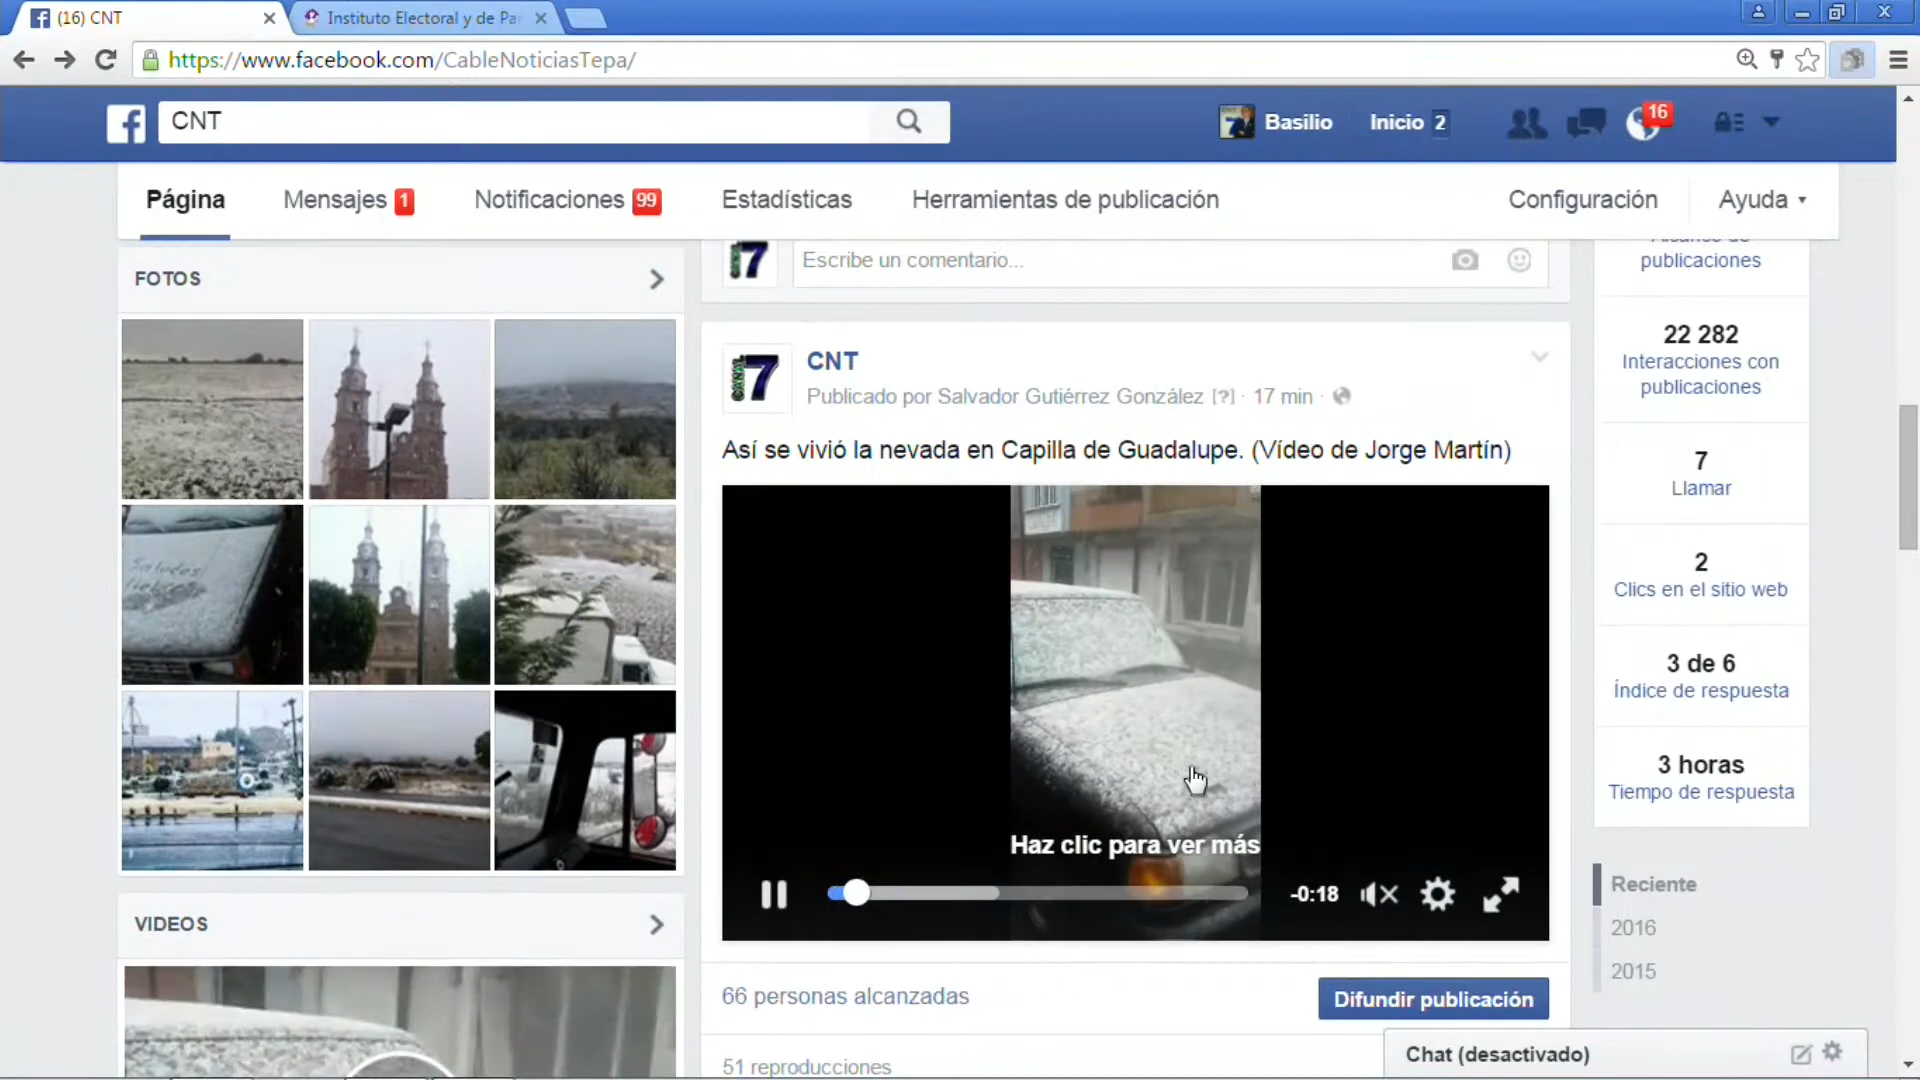 (16) CNT
Instituto Electoral y de Pa
https://www.facebook.com/CableNoticiasTepa/
CNT
Basilio
Inicio 2
16
Página
Mensajes 1
Notificaciones 99
Estadísticas
Herramientas de publicación
Configuración
Ayuda
FOTOS
Escribe un comentario...
CANAL 7
CNT
Publicado por Salvador Gutiérrez González [?] · 17 min ·
Así se vivió la nevada en Capilla de Guadalupe. (Vídeo de Jorge Martín)
Haz clic para ver más
-0:18
66 personas alcanzadas
Difundir publicación
51 reproducciones
VIDEOS
publicaciones
22 282
Interacciones con
publicaciones
7
Llamar
2
Clics en el sitio web
3 de 6
Índice de respuesta
3 horas
Tiempo de respuesta
Reciente
2016
2015
Chat (desactivado)